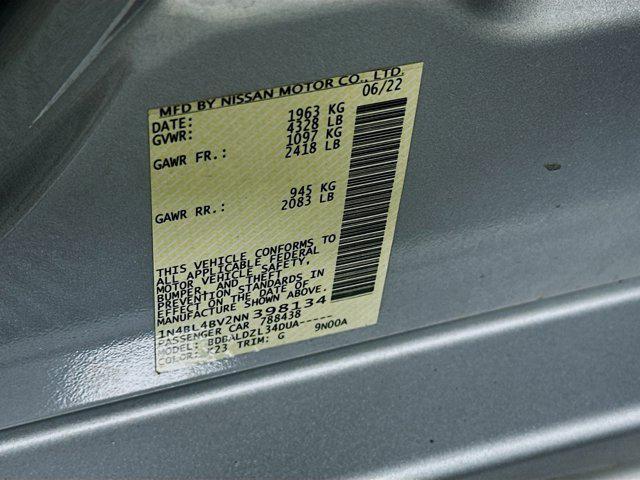 MFD BY NISSAN MOTOR CO., LTD.
DATE: 06/22
GVWR: 1963 KG
4328 LB
GAWR FR.: 1097 KG
2418 LB
GAWR RR.: 945 KG
2083 LB
THIS VEHICLE CONFORMS TO
ALL APPLICABLE FEDERAL
MOTOR VEHICLE SAFETY,
BUMPER, AND THEFT
PREVENTION STANDARDS IN
EFFECT ON THE DATE OF
MANUFACTURE SHOWN ABOVE.
1N4BL4BV2NN398134
PASSENGER CAR 788438
MODEL: BDBALDZL34DUA-----
COLOR: K23 TRIM: G 9N00A